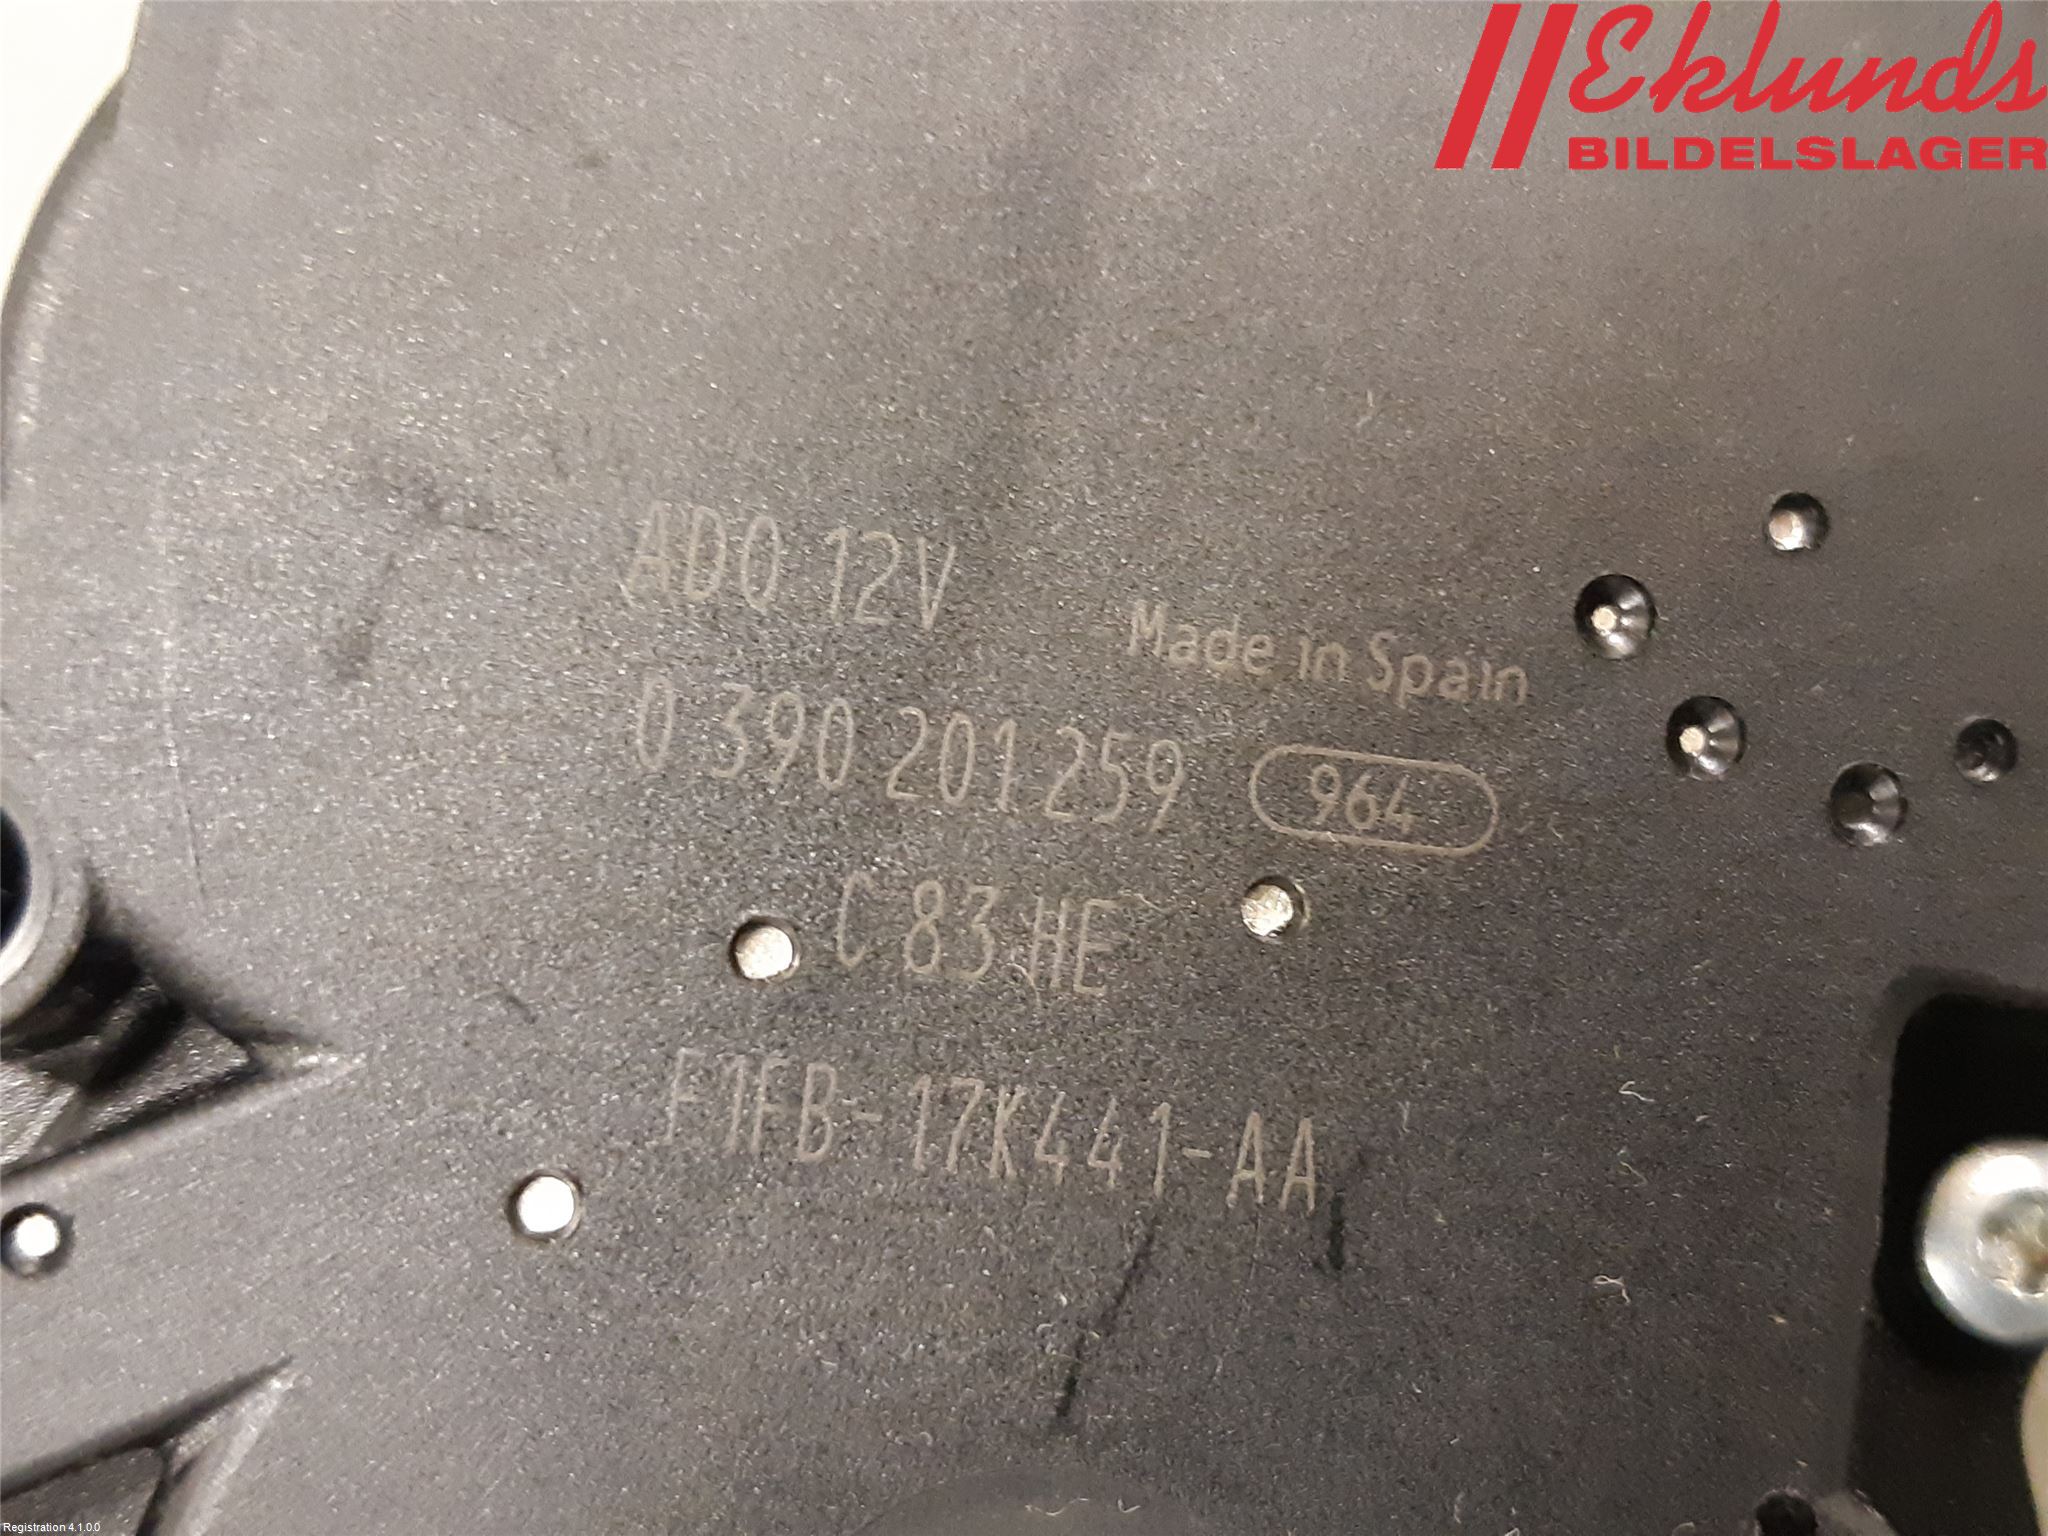 Eklunds
BILDELSLAGER
ADO 12V
Made in Spain
0 390 201 259
964
C 83 HE
F1FB-17K441-AA
Registration 4.1.0.0